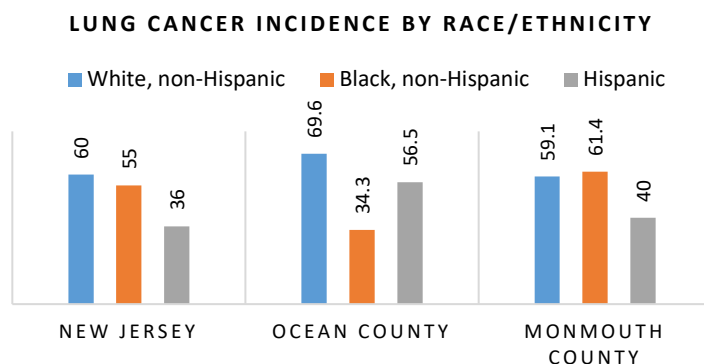 LUNG CANCER INCIDENCE BY RACE/ETHNICITY
White, non-Hispanic Black, non-Hispanic Hispanic
60
55
36
69.6
34.3
56.5
59.1
61.4
40
NEW JERSEY OCEAN COUNTY MONMOUTH
COUNTY